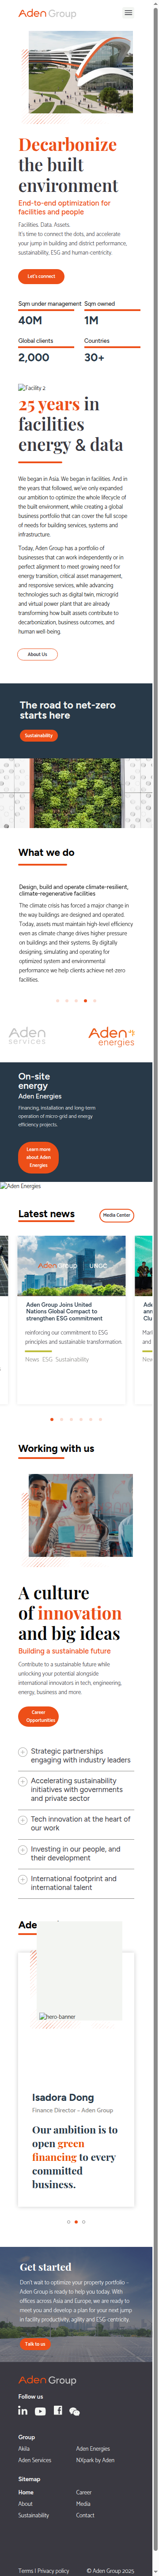 Aden Group
Decarbonize
the built
environment
End-to-end optimization for
facilities and people
Facilities. Data. Assets.
It's time to connect the dots, and accelerate
your jump in building and district performance,
sustainability, ESG and human-centricity.
Let's connect
Sqm under management
Sqm owned
40M
1M
Global clients
Countries
2,000
30+
Facility 2
25 years in
facilities
energy & data
We began in Asia. We began in facilities. And in
the years that followed, we've quietly expanded
our ambition to optimize the whole lifecycle of
the built environment, while creating a global
business portfolio that can cover the full scope
of needs for building services, systems and
infrastructure.
Today, Aden Group has a portfolio of
businesses that can work independently or in
perfect alignment to provide integrated
energy transition, critical asset management,
and responsive services, while advancing
technologies such as digital twin, microgrid
and virtual power plant that are already
transforming how built assets contribute to
decarbonization, business outcomes, and
human well-being.
About Us
The road to net-zero
starts here
Sustainability
What we do
Design, build and operate climate-resilient,
climate-regenerative facilities
The climate crisis has for a major change in
the way buildings are designed and operated.
Today, assets must maintain high-level efficiency
as climate change drives higher pressure
on buildings and their systems. By digitally
designing, simulating and optimizing
system, control and environment
performance we help clients achieve net-zero
facilities.
Aden
services
Aden
energies
On-site
energy
Aden Energies
Financing, installation and long-term
operation of micro-grid for energy
efficiency projects.
Learn more
about Aden
Energies
Aden Energies
Latest news
Media Center
Aden Group
UNGC
Aden Group Joins United
Nations Global Compact to
strengthen ESG commitment
reinforcing our commitment to ESG
principles and sustainable transformation.
News ESG Sustainability
Working with us
A culture
of innovation
and big ideas
Building a sustainable future
Contribute to a sustainable future while
unlocking your potential alongside
international innovators in tech, engineering,
energy, business and more.
Career
Opportunities
Strategic partnerships
engaging with industry leaders
Accelerating sustainability
initiatives with governments
and private sector
Tech innovation at the heart of
our work
Investing in our people, and
their development
International footprint and
international talent
hero-banner
Isadora Dong
Finance Director – Aden Group
Our ambition is to
open green
financing to every
committed
business.
Get started
Don't wait to optimize your property portfolio –
Aden Group is ready to help you today. With
offices across Asia and Europe, we are ready to
meet you and develop a plan for your next jump
in facility productivity, agility and ESG-centricity.
Talk to us
Aden Group
Follow us
Group
Akila
Aden Energies
Aden Services
NXpark by Aden
Sitemap
Home
Career
About
Media
Sustainability
Contact
Terms | Privacy policy
© Aden Group 2025